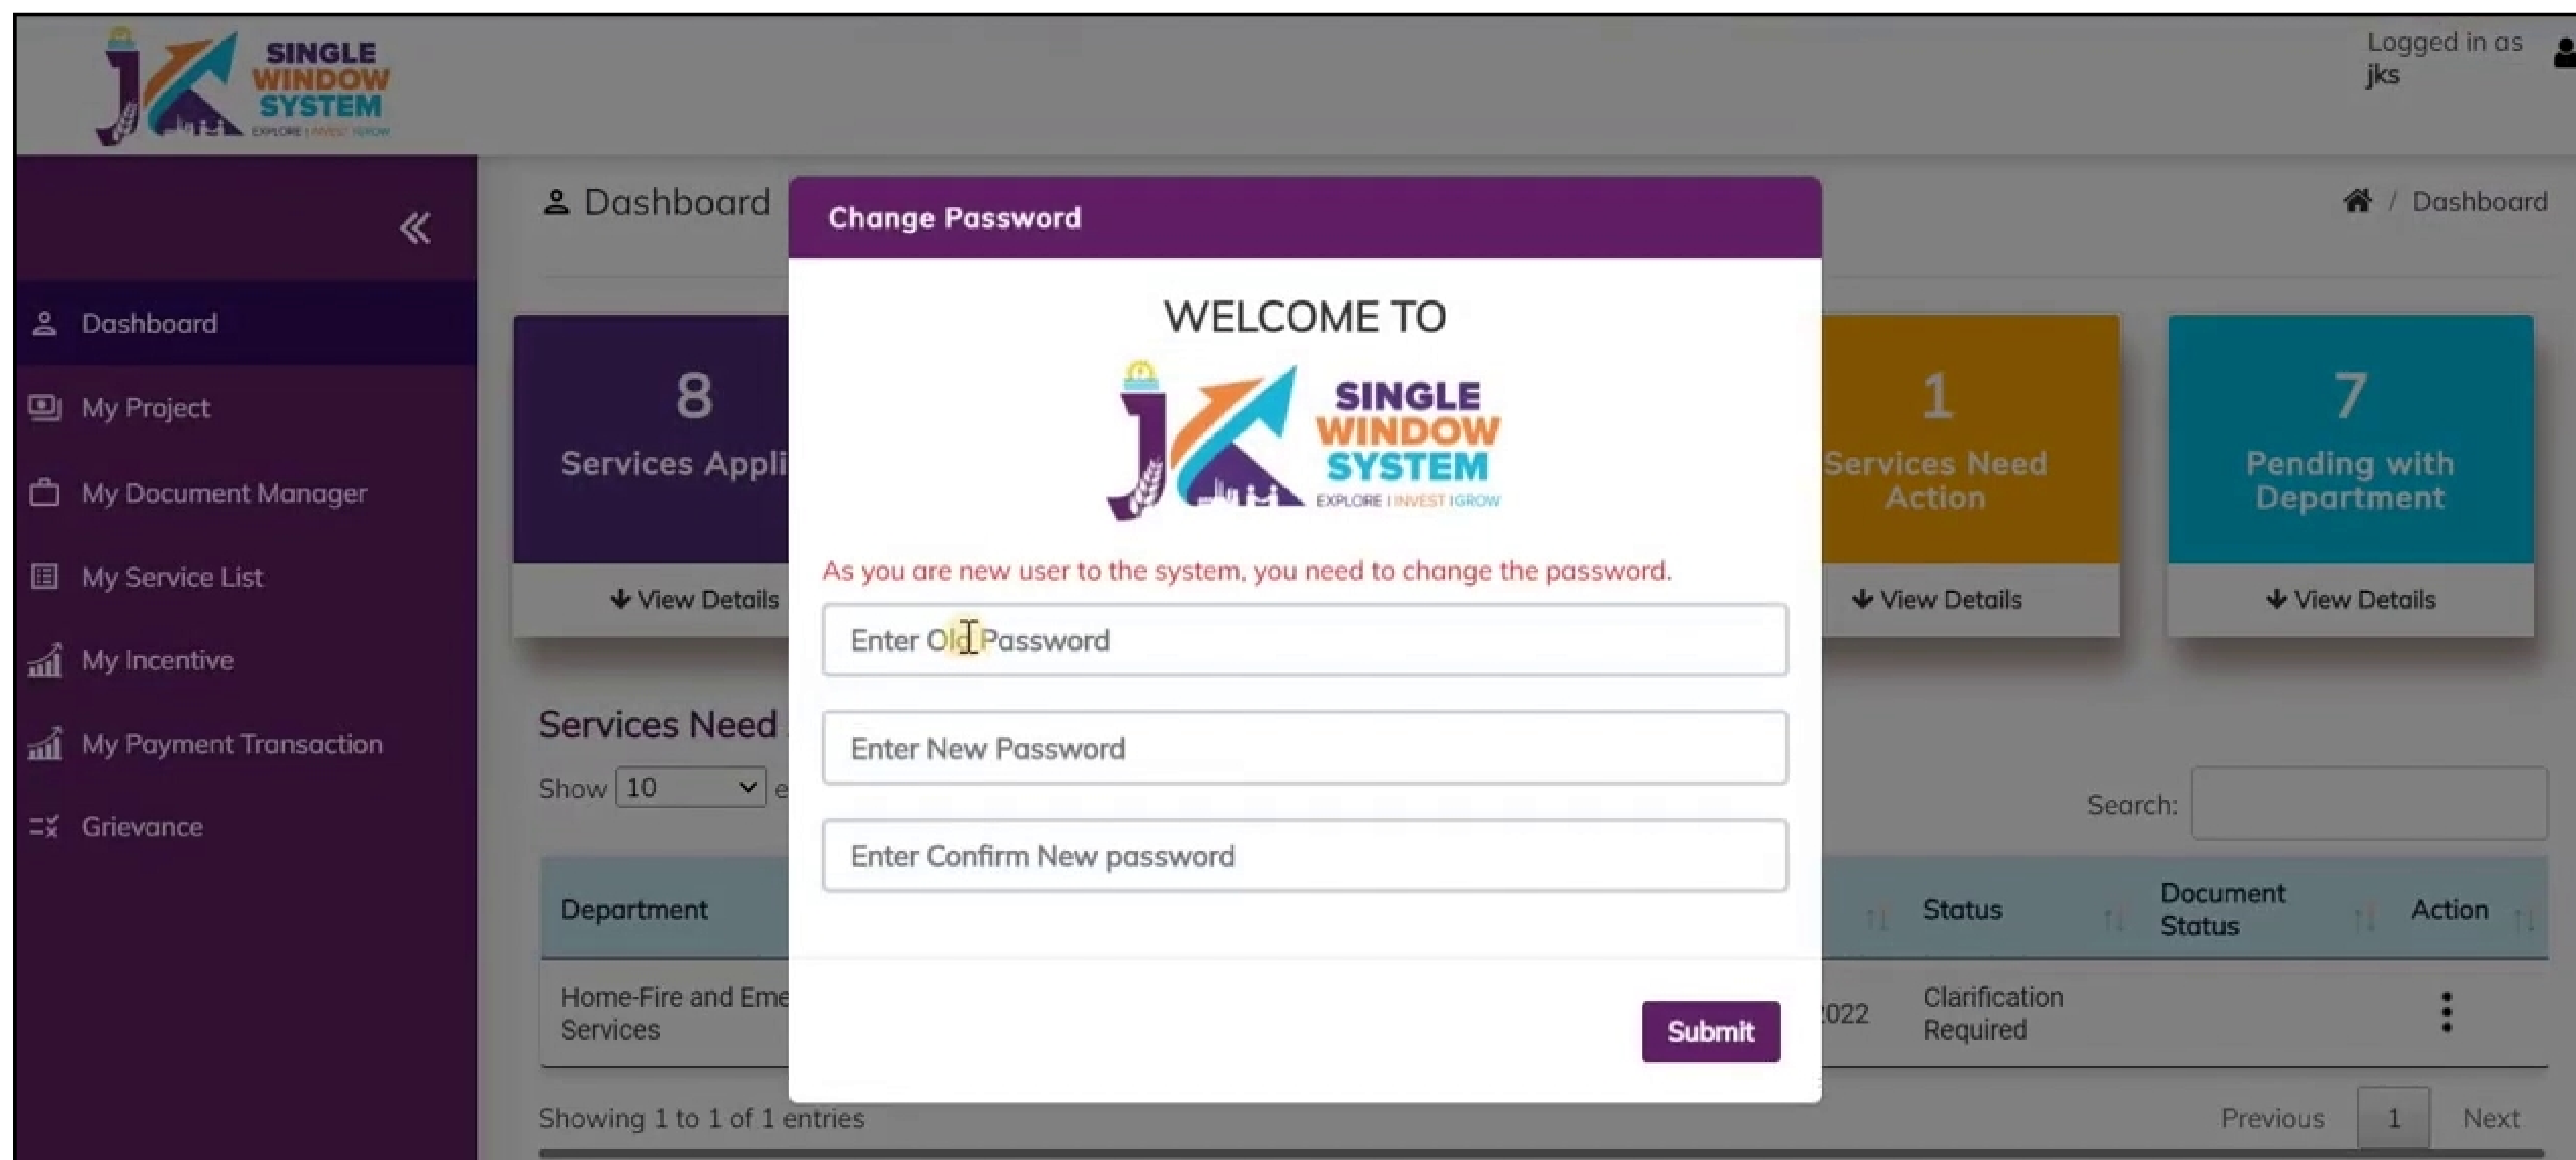 SINGLE
WINDOW
SYSTEM
EXPLORE | INVEST | GROW
Logged in as
jks
Dashboard
/ Dashboard
Dashboard
My Project
My Document Manager
My Service List
My Incentive
My Payment Transaction
Grievance
8
Services Appli
View Details
Change Password
WELCOME TO
JK
SINGLE
WINDOW
SYSTEM
EXPLORE | INVEST | GROW
As you are new user to the system, you need to change the password.
Enter Old Password
Enter New Password
Enter Confirm New password
Submit
1
Services Need
Action
View Details
7
Pending with
Department
View Details
Services Need
Show 10 e
Search:
Department
Status
Document
Status
Action
Home-Fire and Eme
Services
2022
Clarification
Required
Showing 1 to 1 of 1 entries
Previous 1 Next